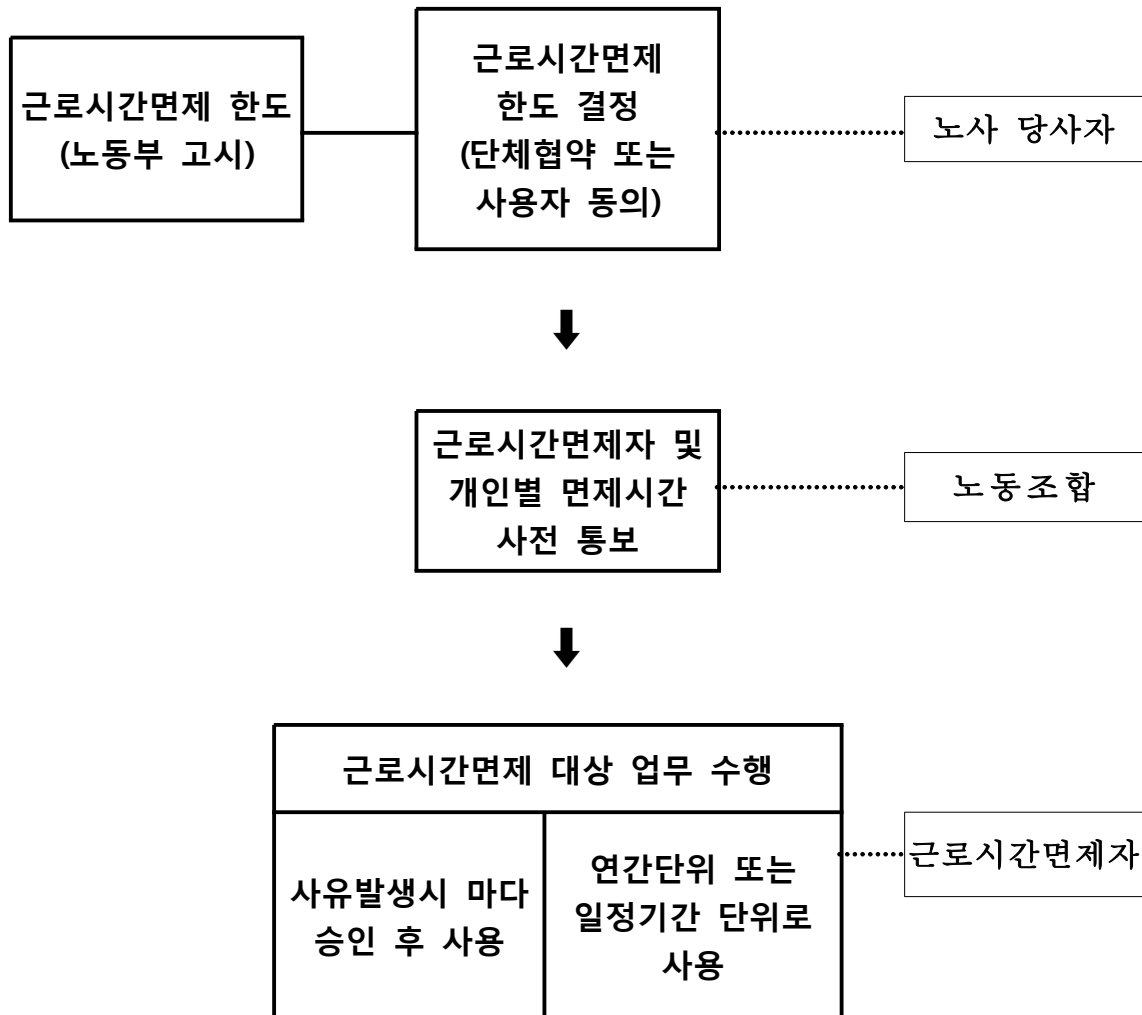 근로시간면제 한도
(노동부 고시)
근로시간면제
한도 결정
(단체협약 또는
사용자 동의)
노사 당사자
근로시간면제자 및
개인별 면제시간
사전 통보
노동조합
근로시간면제 대상 업무 수행
사유발생시 마다
승인 후 사용
연간단위 또는
일정기간 단위로
사용
근로시간면제자